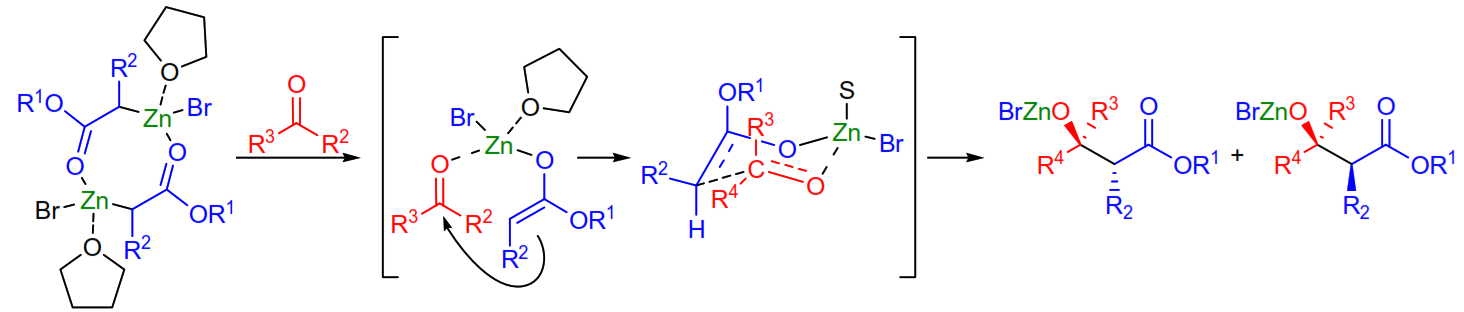 R² O
R¹O Zn Br
O O
Br Zn OR¹
O R²
O
R³ R²
Br O
Zn
O O
R³ R² OR¹
R²
OR¹ S
R³ Zn Br
O
R² C O
R⁴
H
BrZnO R³ O
R⁴ OR¹
R₂
+
BrZnO R³ O
R⁴ OR¹
R₂